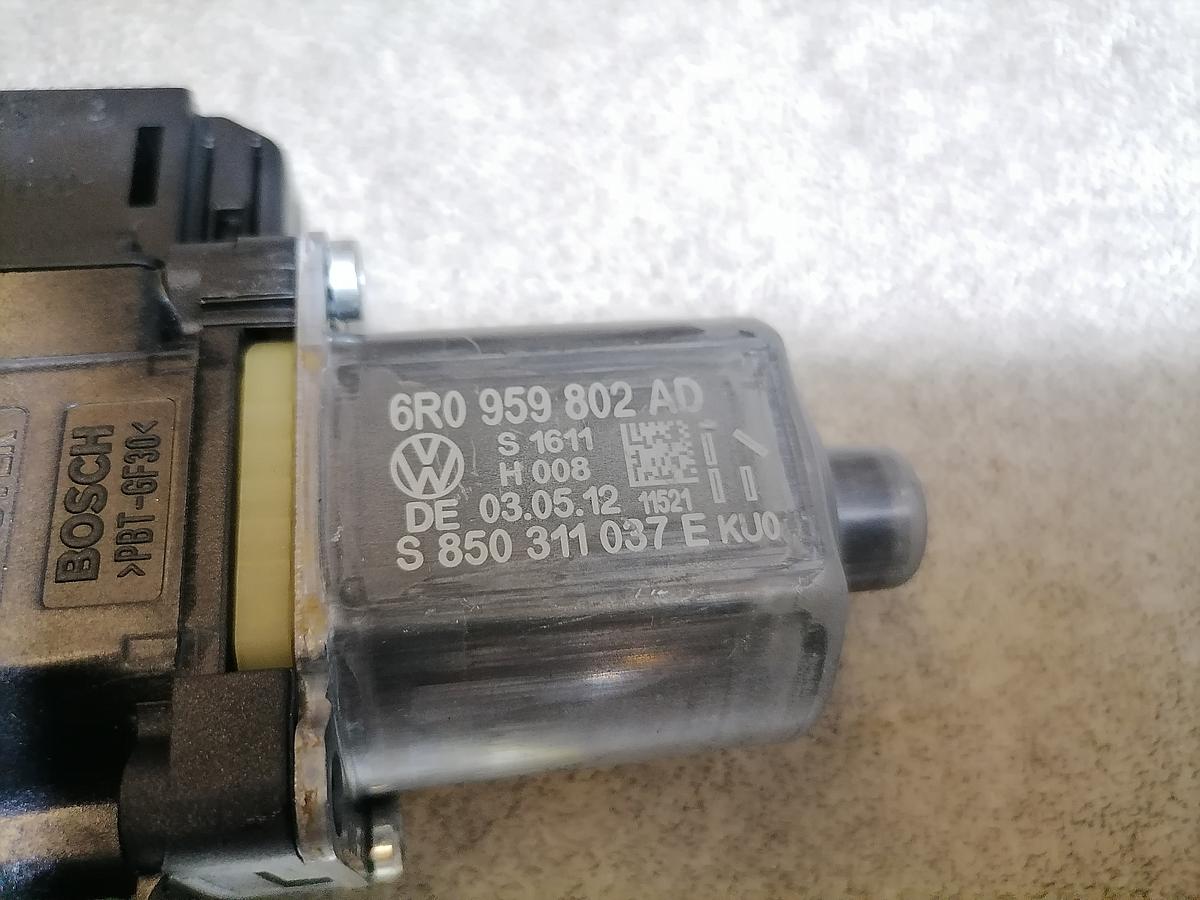 6R0 959 802 AD
S 1611
H 008
DE 03.05.12 11521
S 850 311 037 E KU0
BOSCH
>PBT-GF30<